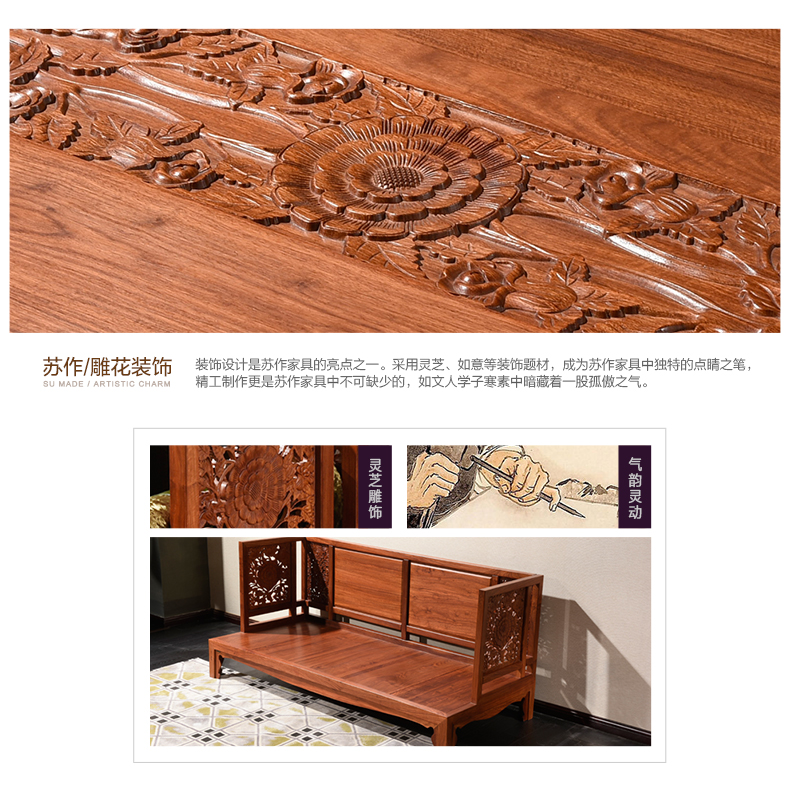 苏作/雕花装饰
SU MADE / ARTISTIC CHARM
装饰设计是苏作家具的亮点之一。采用灵芝、如意等装饰题材，成为苏作家具中独特的点睛之笔，
精工制作更是苏作家具中不可缺少的，如文人学子寒素中暗藏着一股孤傲之气。
灵芝雕饰
气韵灵动